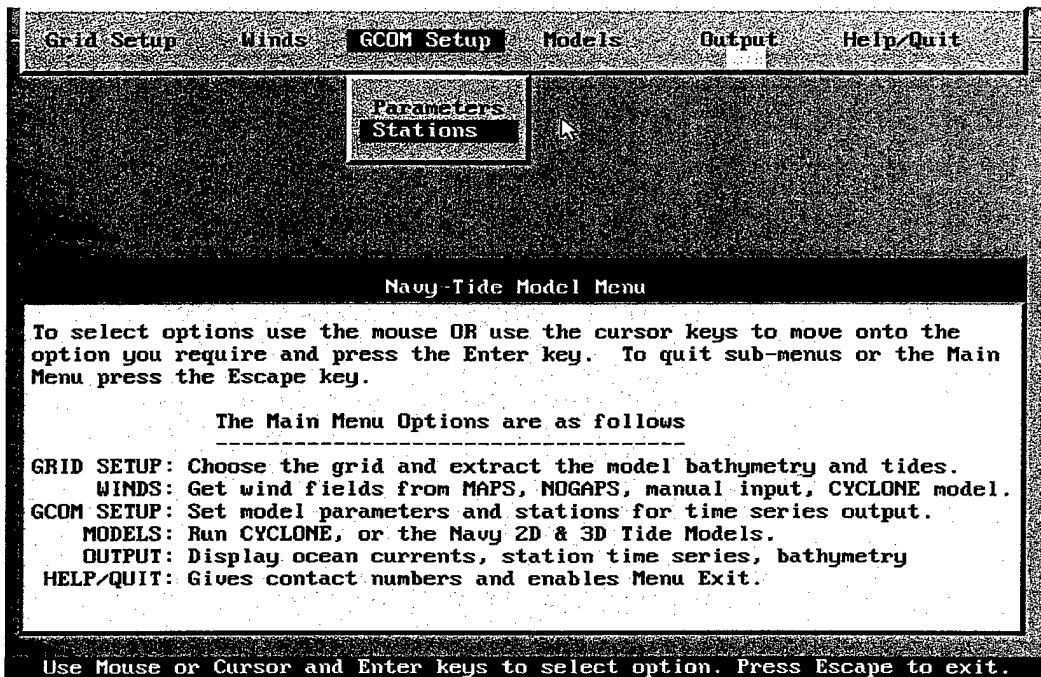 Grid Setup Winds GCOM Setup Models Output Help/Quit
Parameters
Stations
Navy-Tide Model Menu
To select options use the mouse OR use the cursor keys to move onto the
option you require and press the Enter key. To quit sub-menus or the Main
Menu press the Escape key.
The Main Menu Options are as follows
------------------------------------
GRID SETUP: Choose the grid and extract the model bathymetry and tides.
WINDS: Get wind fields from MAPS, NOGAPS, manual input, CYCLONE model.
GCOM SETUP: Set model parameters and stations for time series output.
MODELS: Run CYCLONE, or the Navy 2D & 3D Tide Models.
OUTPUT: Display ocean currents, station time series, bathymetry
HELP/QUIT: Gives contact numbers and enables Menu Exit.
Use Mouse or Cursor and Enter keys to select option. Press Escape to exit.